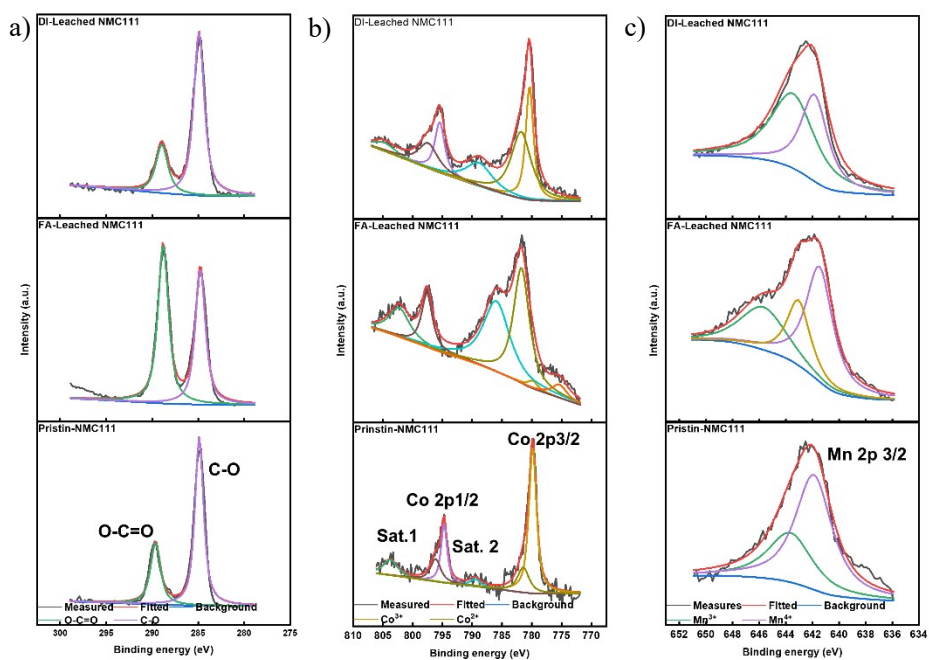 a)
DI-Leached NMC111
FA-Leached NMC111
Pristin-NMC111
C-O
O-C=O
Measured Fitted Background
O-C=O C-O
300 295 290 285 280 275
Binding energy (eV)
Intensity (a.u.)
b)
DI-Leached NMC111
FA-Leached NMC111
Prinstin-NMC111
Co 2p3/2
Co 2p1/2
Sat.1
Sat. 2
Measured Fitted Background
Co³⁺ Co²⁺
810 805 800 795 790 785 780 775 770
Binding energy (eV)
Intensity (a.u.)
c)
DI-Leached NMC111
FA-Leached NMC111
Pristin-NMC111
Mn 2p 3/2
Measures Fitted Background
Mn³⁺ Mn⁴⁺
652 650 648 646 644 642 640 638 636 634
Binding energy (eV)
Intensity (a.u.)